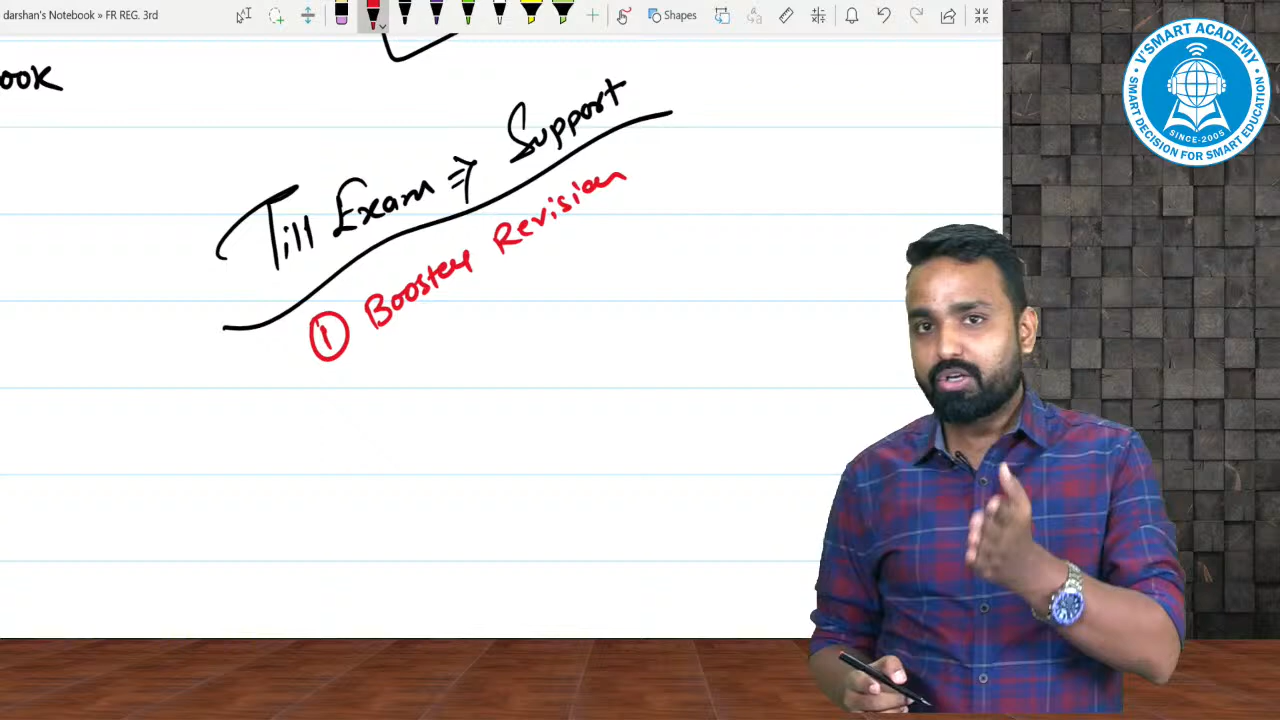 darshan's Notebook » FR REG. 3rd
Shapes
V'SMART ACADEMY
SINCE-2005
SMART DECISION FOR SMART EDUCATION
ook
Till Exam ⇒ Support
① Booster Revision